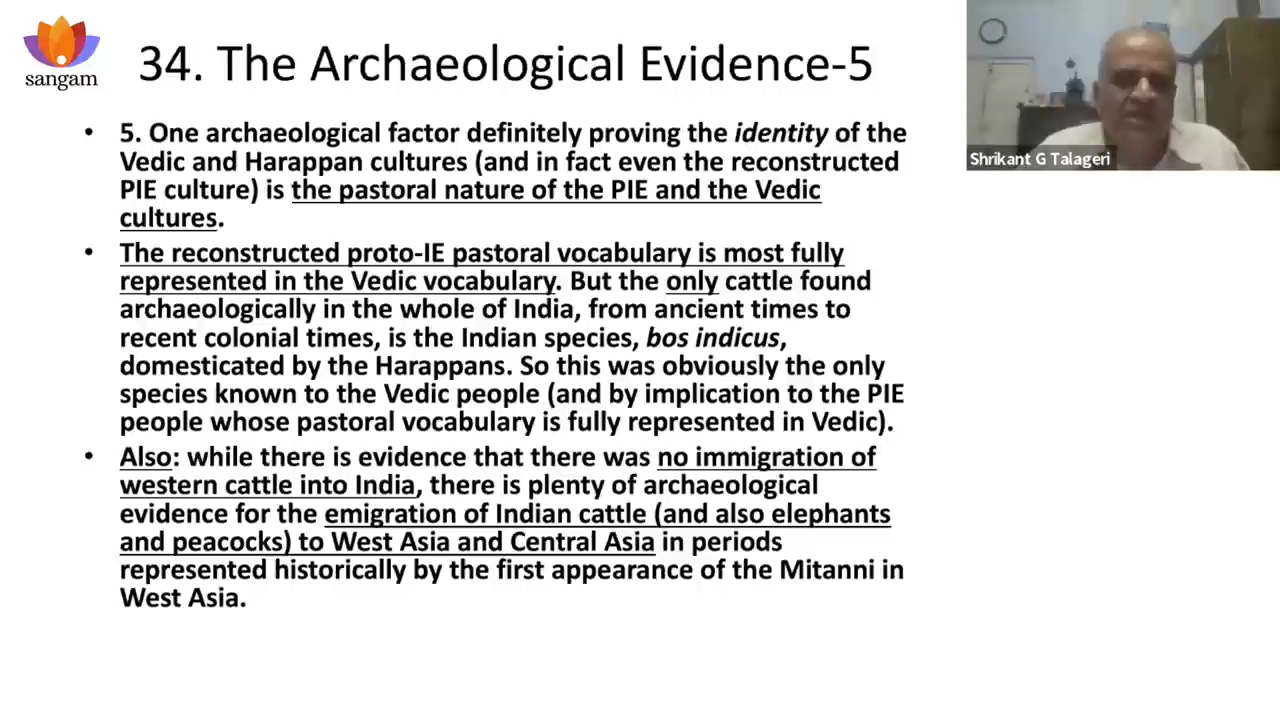 sangam
34. The Archaeological Evidence-5
• 5. One archaeological factor definitely proving the identity of the
Vedic and Harappan cultures (and in fact even the reconstructed
PIE culture) is the pastoral nature of the PIE and the Vedic
cultures.
• The reconstructed proto-IE pastoral vocabulary is most fully
represented in the Vedic vocabulary. But the only cattle found
archaeologically in the whole of India, from ancient times to
recent colonial times, is the Indian species, bos indicus,
domesticated by the Harappans. So this was obviously the only
species known to the Vedic people (and by implication to the PIE
people whose pastoral vocabulary is fully represented in Vedic).
• Also: while there is evidence that there was no immigration of
western cattle into India, there is plenty of archaeological
evidence for the emigration of Indian cattle (and also elephants
and peacocks) to West Asia and Central Asia in periods
represented historically by the first appearance of the Mitanni in
West Asia.
Shrikant G Talageri